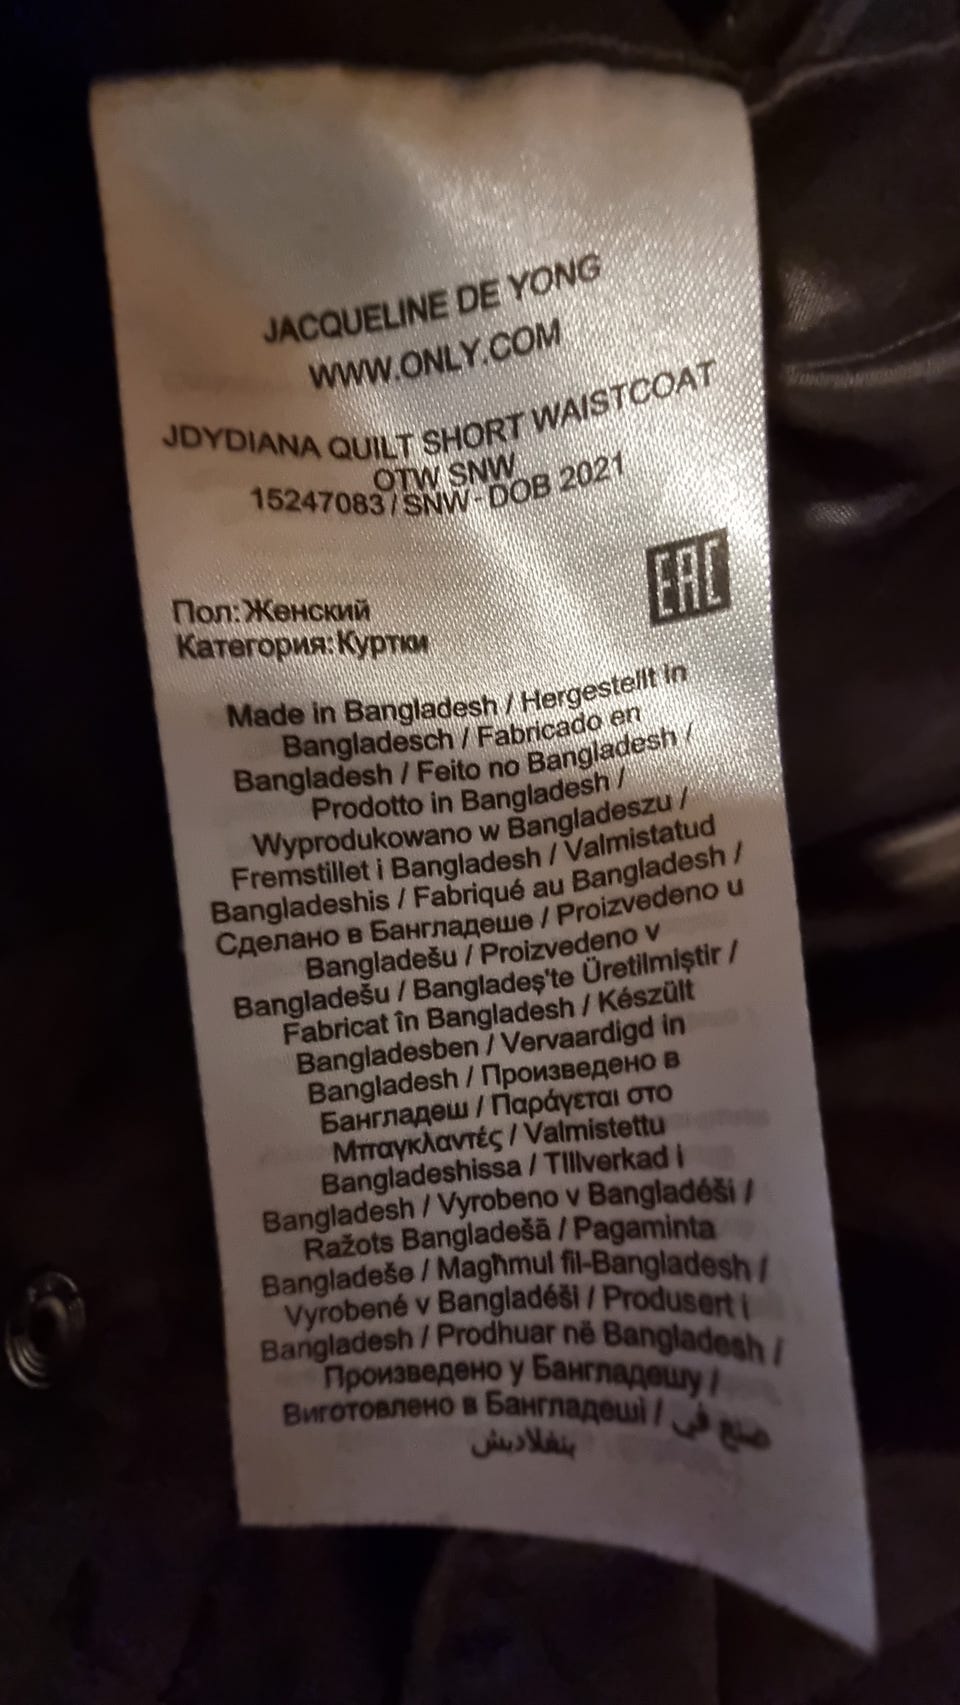 JACQUELINE DE YONG
WWW.ONLY.COM
JDYDIANA QUILT SHORT WAISTCOAT
OTW SNW
15247083 / SNW - DOB 2021
EAC
Пол:Женский
Категория:Куртки
Made in Bangladesh / Hergestellt in
Bangladesch / Fabricado en
Bangladesh / Feito no Bangladesh /
Prodotto in Bangladesh /
Wyprodukowano w Bangladeszu /
Fremstillet i Bangladesh / Valmistatud
Bangladeshis / Fabriqué au Bangladesh /
Сделано в Бангладеше / Proizvedeno u
Bangladešu / Proizvedeno v
Bangladešu / Bangladeş'te Üretilmiştir /
Fabricat în Bangladesh / Készült
Bangladesben / Vervaardigd in
Bangladesh / Произведено в
Бангладеш / Παράγεται στο
Μπαγκλαντές / Valmistettu
Bangladeshissa / TIllverkad i
Bangladesh / Vyrobeno v Bangladéši /
Ražots Bangladešā / Pagaminta
Bangladeše / Magħmul fil-Bangladesh /
Vyrobené v Bangladéši / Produsert i
Bangladesh / Prodhuar në Bangladesh /
Произведено у Бангладешу /
Виготовлено в Бангладеші / صنع في
بنغلاديش